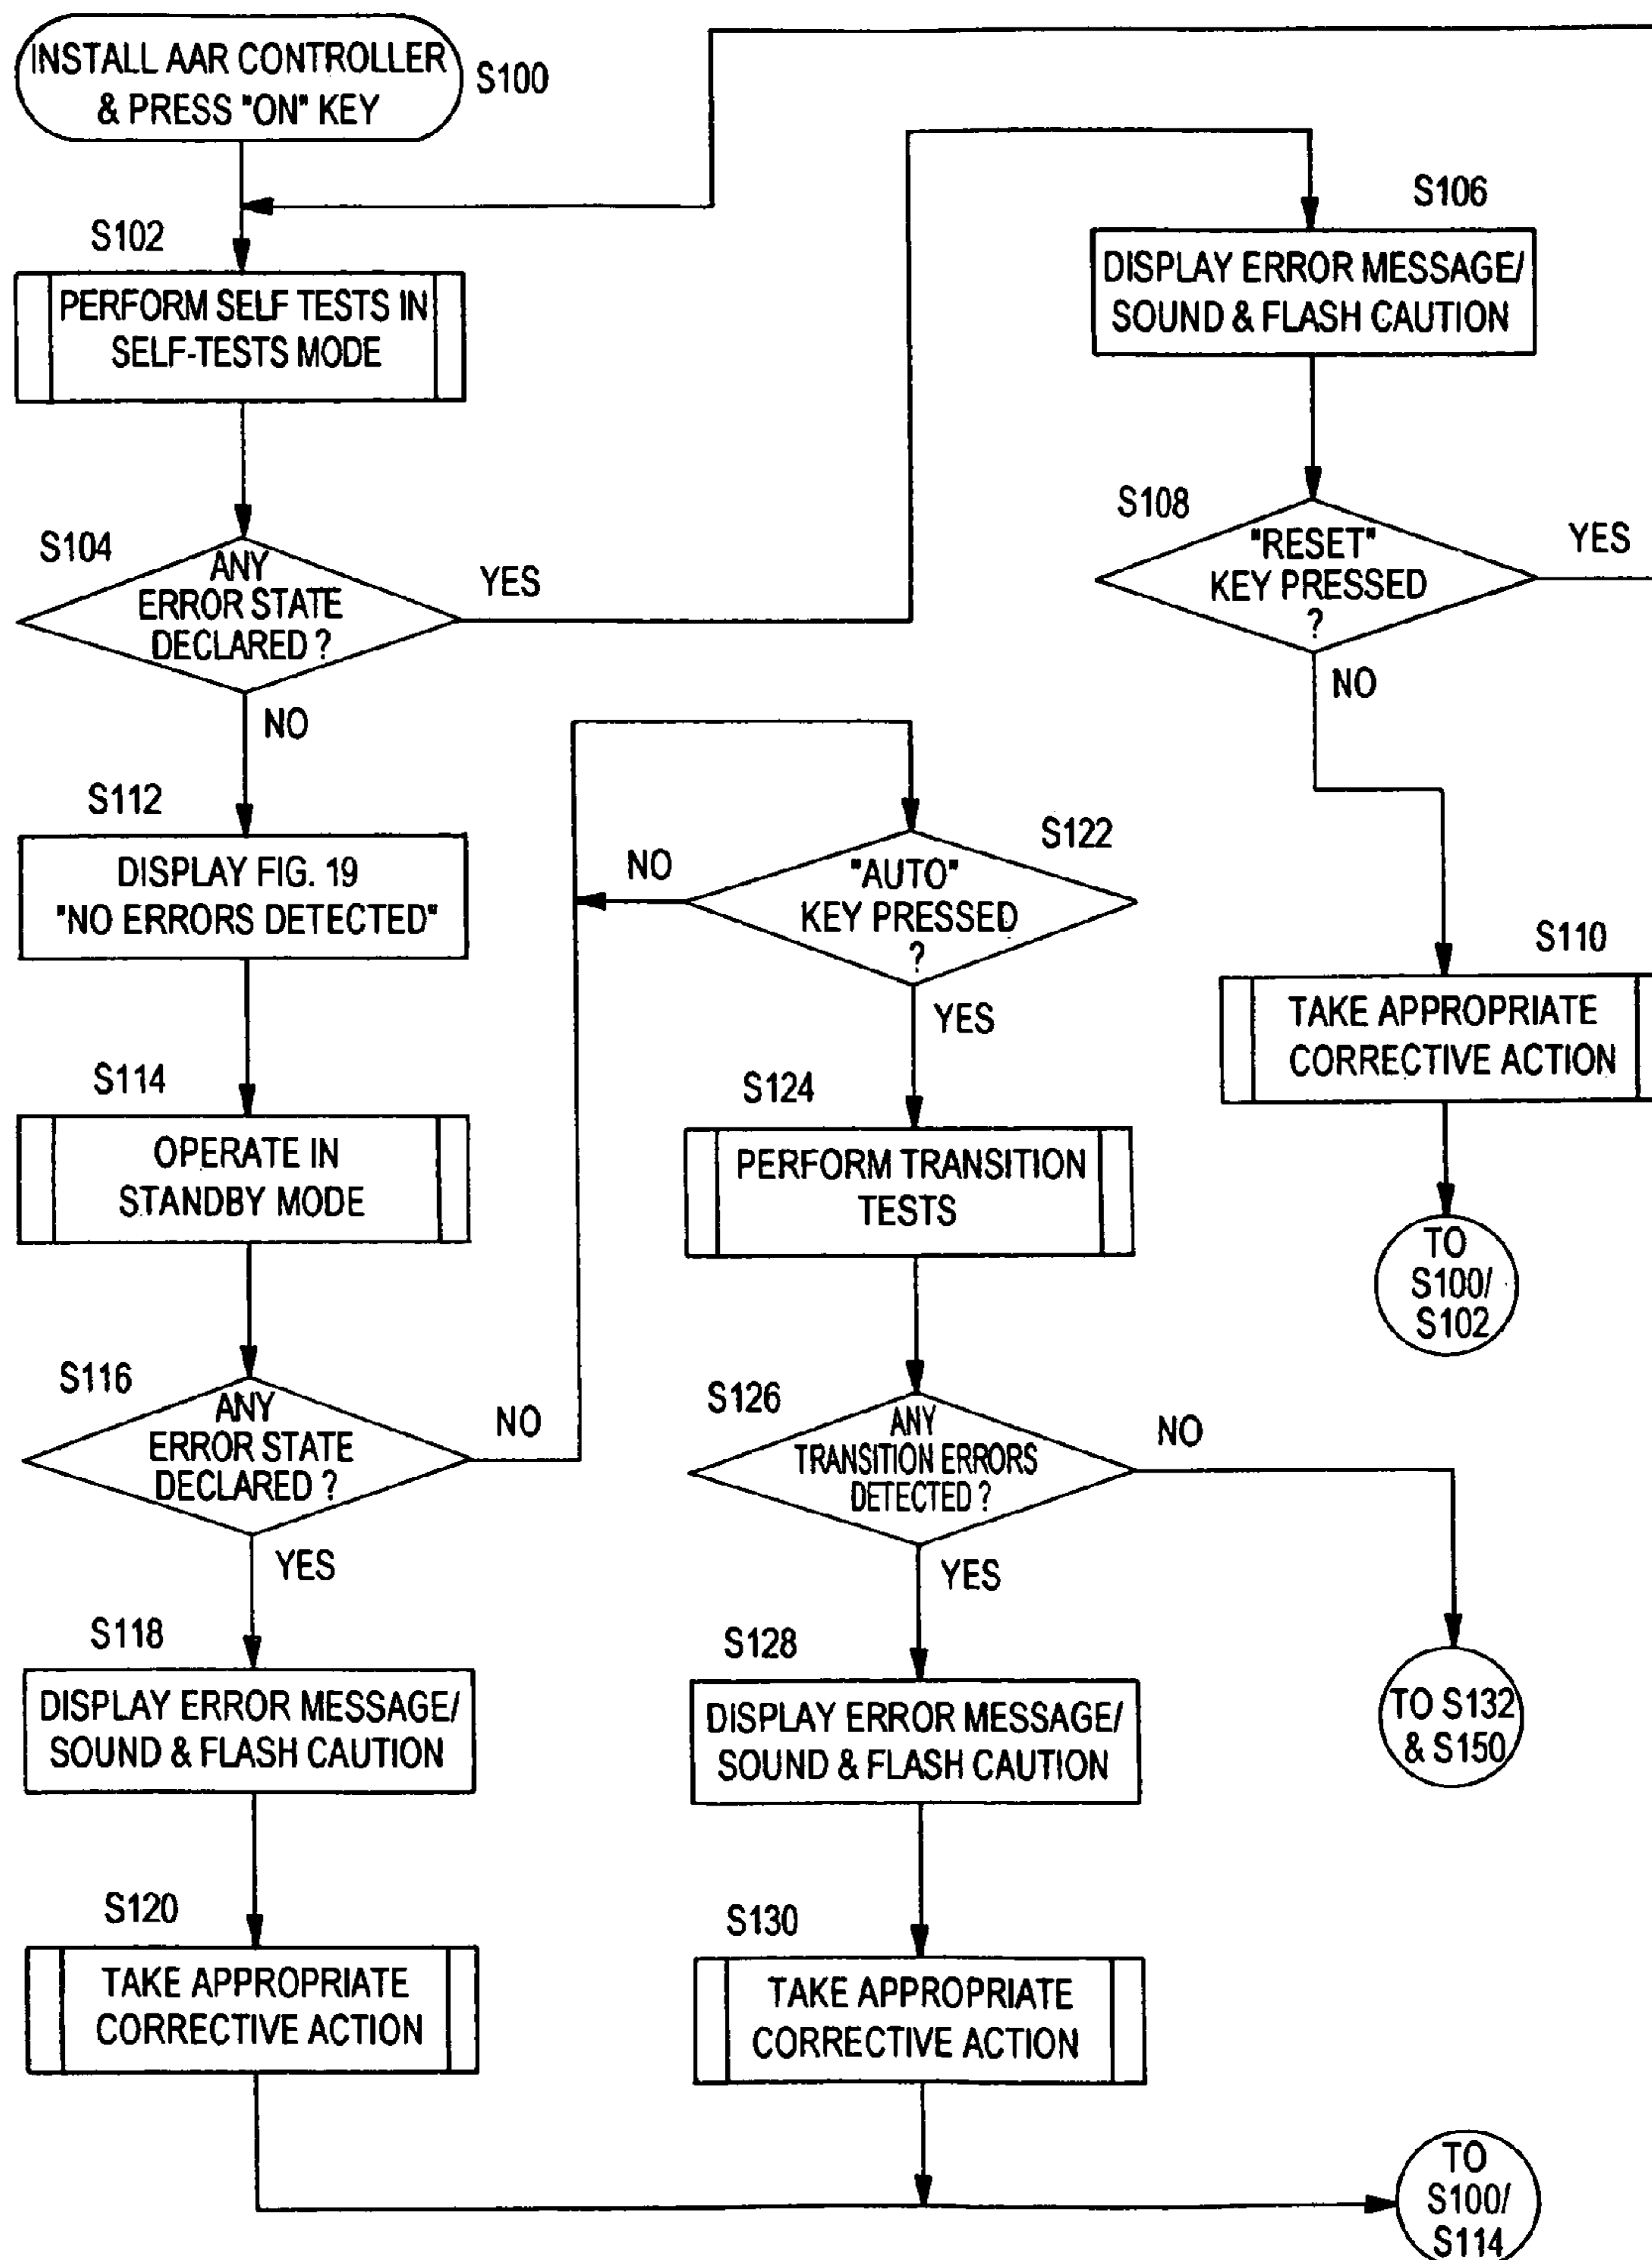 INSTALL AAR CONTROLLER
& PRESS "ON" KEY
S100
S102
PERFORM SELF TESTS IN
SELF-TESTS MODE
S104
ANY
ERROR STATE
DECLARED ?
YES
NO
S106
DISPLAY ERROR MESSAGE/
SOUND & FLASH CAUTION
S108
"RESET"
KEY PRESSED
?
YES
NO
S110
TAKE APPROPRIATE
CORRECTIVE ACTION
TO
S100/
S102
S112
DISPLAY FIG. 19
"NO ERRORS DETECTED"
S114
OPERATE IN
STANDBY MODE
S116
ANY
ERROR STATE
DECLARED ?
NO
YES
S118
DISPLAY ERROR MESSAGE/
SOUND & FLASH CAUTION
S120
TAKE APPROPRIATE
CORRECTIVE ACTION
S122
"AUTO"
KEY PRESSED
?
NO
YES
S124
PERFORM TRANSITION
TESTS
S126
ANY
TRANSITION ERRORS
DETECTED ?
NO
YES
TO S132
& S150
S128
DISPLAY ERROR MESSAGE/
SOUND & FLASH CAUTION
S130
TAKE APPROPRIATE
CORRECTIVE ACTION
TO
S100/
S114